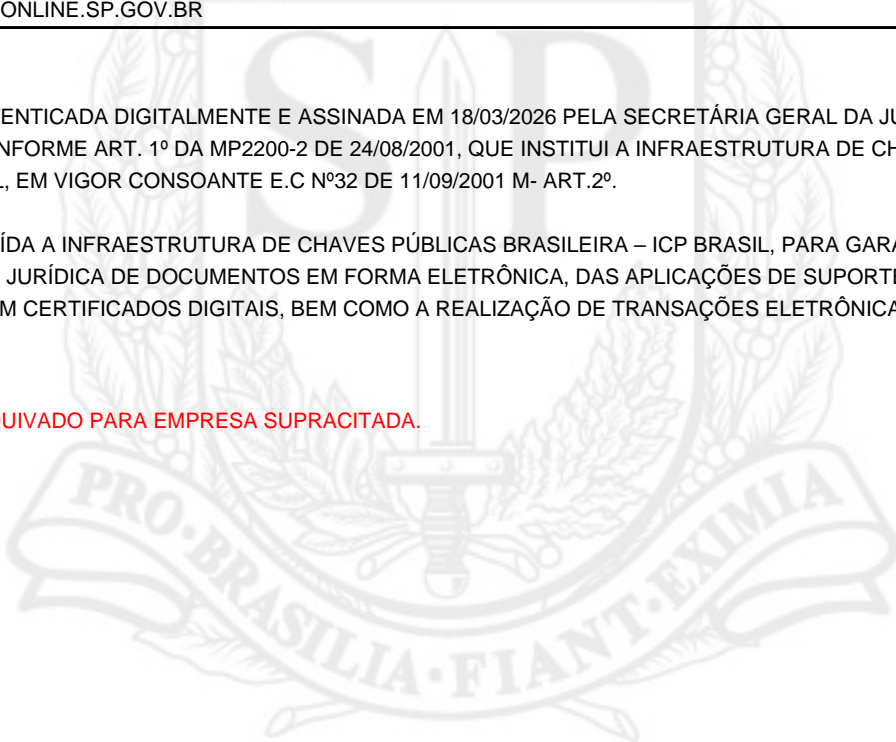 ONLINE.SP.GOV.BR
ENTICADA DIGITALMENTE E ASSINADA EM 18/03/2026 PELA SECRETÁRIA GERAL DA JU
NFORME ART. 1º DA MP2200-2 DE 24/08/2001, QUE INSTITUI A INFRAESTRUTURA DE CH
L, EM VIGOR CONSOANTE E.C Nº32 DE 11/09/2001 M- ART.2º.
ÍDA A INFRAESTRUTURA DE CHAVES PÚBLICAS BRASILEIRA – ICP BRASIL, PARA GARA
JURÍDICA DE DOCUMENTOS EM FORMA ELETRÔNICA, DAS APLICAÇÕES DE SUPORTE
M CERTIFICADOS DIGITAIS, BEM COMO A REALIZAÇÃO DE TRANSAÇÕES ELETRÔNICA
QUIVADO PARA EMPRESA SUPRACITADA.
SP
PRO·BRASILIA·FIANT·EXIMIA